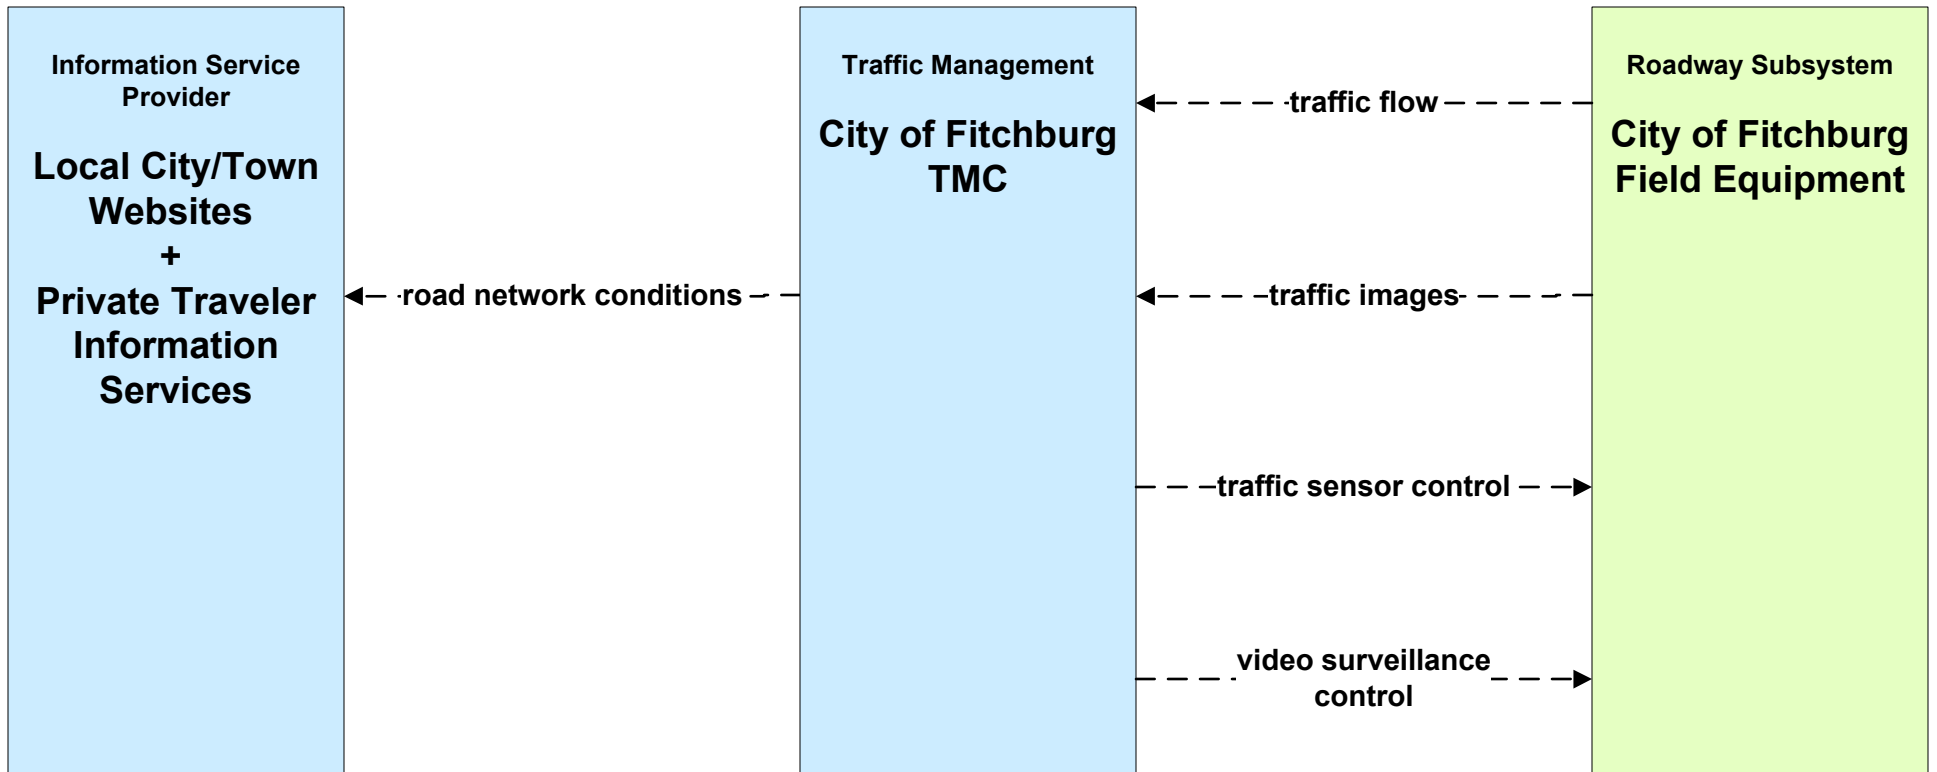 Information Service
Provider
Local City/Town
Websites
+
Private Traveler
Information
Services
road network conditions
Traffic Management
City of Fitchburg
TMC
traffic flow
traffic images
traffic sensor control
video surveillance
control
Roadway Subsystem
City of Fitchburg
Field Equipment